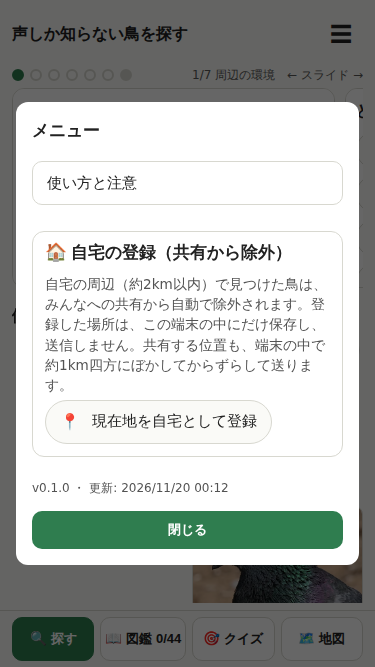 声しか知らない鳥を探す
1/7 周辺の環境 ← スライド →
メニュー
使い方と注意
🏠 自宅の登録（共有から除外）
自宅の周辺（約2km以内）で見つけた鳥は、
みんなへの共有から自動で除外されます。登
録した場所は、この端末の中にだけ保存し、
送信しません。共有する位置も、端末の中で
約1km四方にぼかしてからずらして送りま
す。
📍 現在地を自宅として登録
v0.1.0 · 更新: 2026/11/20 00:12
閉じる
🔍 探す
📖 図鑑 0/44
🎯 クイズ
🗺️ 地図